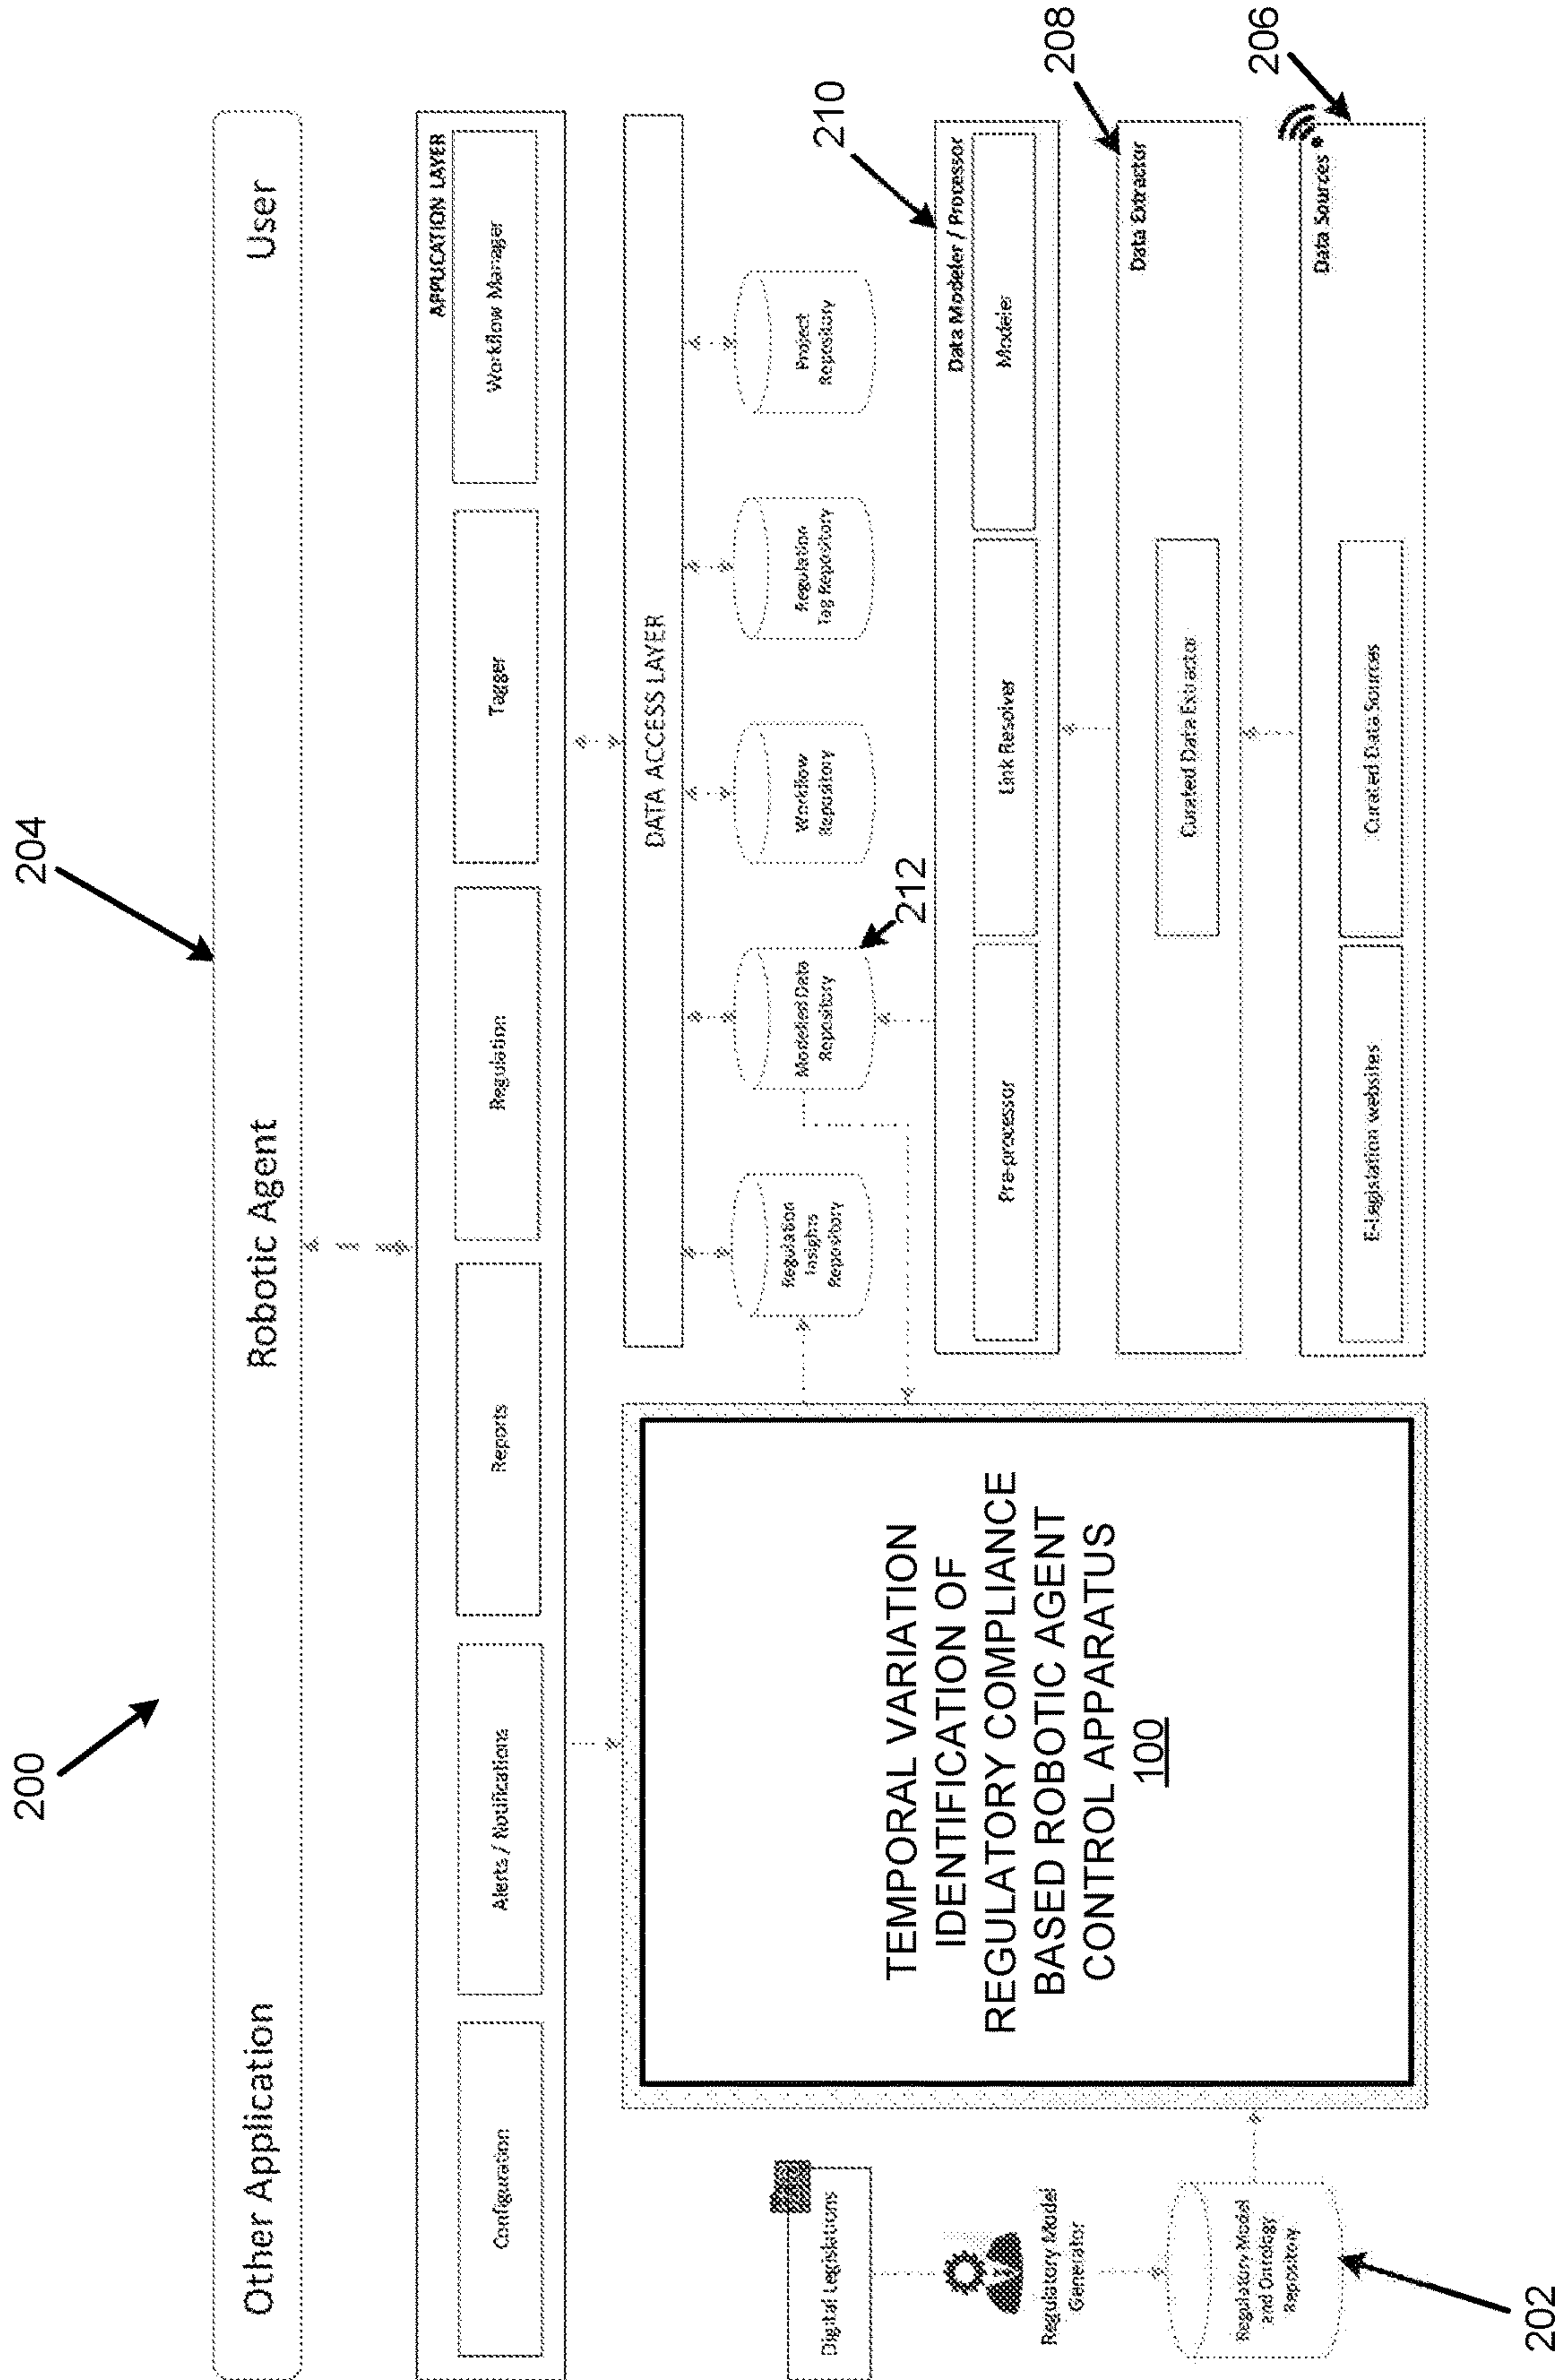 200
204
Other Application
Robotic Agent
User
APPLICATION LAYER
Configuration
Alerts / Notifications
Reports
Regulation
Tagger
Workflow Manager
DATA ACCESS LAYER
Digital Legislations
Regulatory Model
Generator
Regulatory Model
and Ontology
Repository
202
TEMPORAL VARIATION
IDENTIFICATION OF
REGULATORY COMPLIANCE
BASED ROBOTIC AGENT
CONTROL APPARATUS
100
Regulation
Insights
Repository
Modelled Data
Repository
212
Workflow
Repository
Regulation
Tag Repository
Project
Repository
210
Data Modeler / Processor
Pre-processor
Link Resolver
Modeler
208
Data Extractor
Curated Data Extractor
206
Data Sources
E-Legislation websites
Curated Data Sources